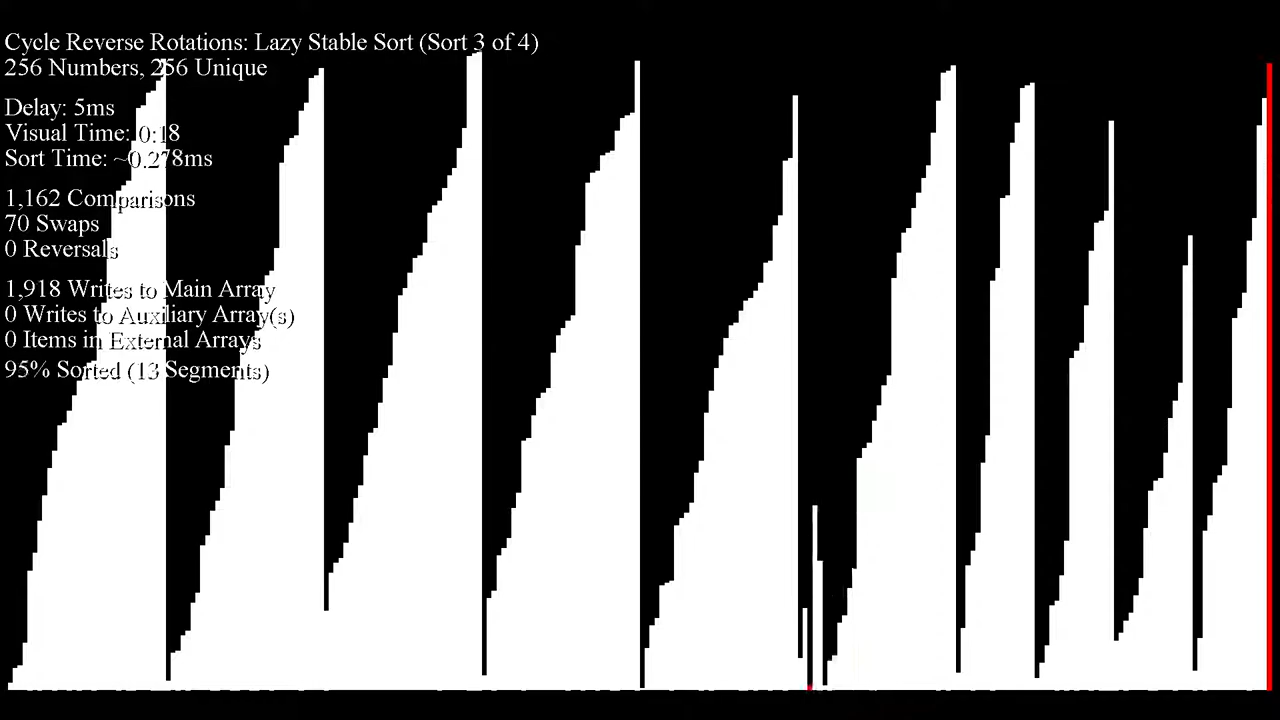 Cycle Reverse Rotations: Lazy Stable Sort (Sort 3 of 4)
256 Numbers, 256 Unique
Delay: 5ms
Visual Time: 0:18
Sort Time: ~0.278ms
1,162 Comparisons
70 Swaps
0 Reversals
1,918 Writes to Main Array
0 Writes to Auxiliary Array(s)
0 Items in External Arrays
95% Sorted (13 Segments)